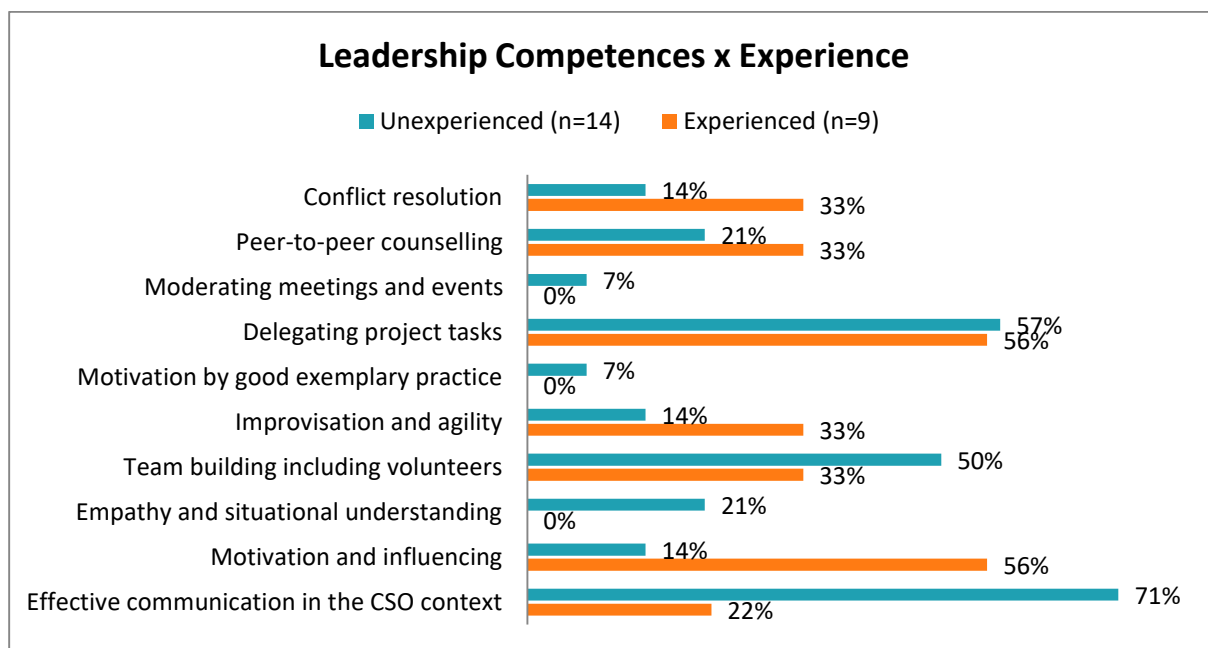 Leadership Competences x Experience
Unexperienced (n=14) Experienced (n=9)
Conflict resolution 14%
33%
Peer-to-peer counselling 21%
33%
Moderating meetings and events 7%
0%
Delegating project tasks 57%
56%
Motivation by good exemplary practice 7%
0%
Improvisation and agility 14%
33%
Team building including volunteers 50%
33%
Empathy and situational understanding 21%
0%
Motivation and influencing 14%
56%
Effective communication in the CSO context 71%
22%